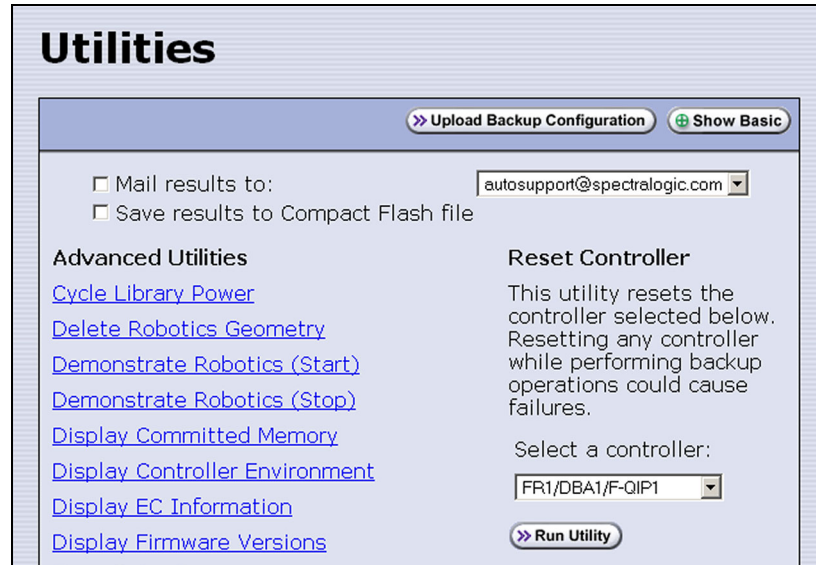 Utilities
Upload Backup Configuration
Show Basic
Mail results to:
autosupport@spectralogic.com
Save results to Compact Flash file
Advanced Utilities
Cycle Library Power
Delete Robotics Geometry
Demonstrate Robotics (Start)
Demonstrate Robotics (Stop)
Display Committed Memory
Display Controller Environment
Display EC Information
Display Firmware Versions
Reset Controller
This utility resets the
controller selected below.
Resetting any controller
while performing backup
operations could cause
failures.
Select a controller:
FR1/DBA1/F-QIP1
Run Utility